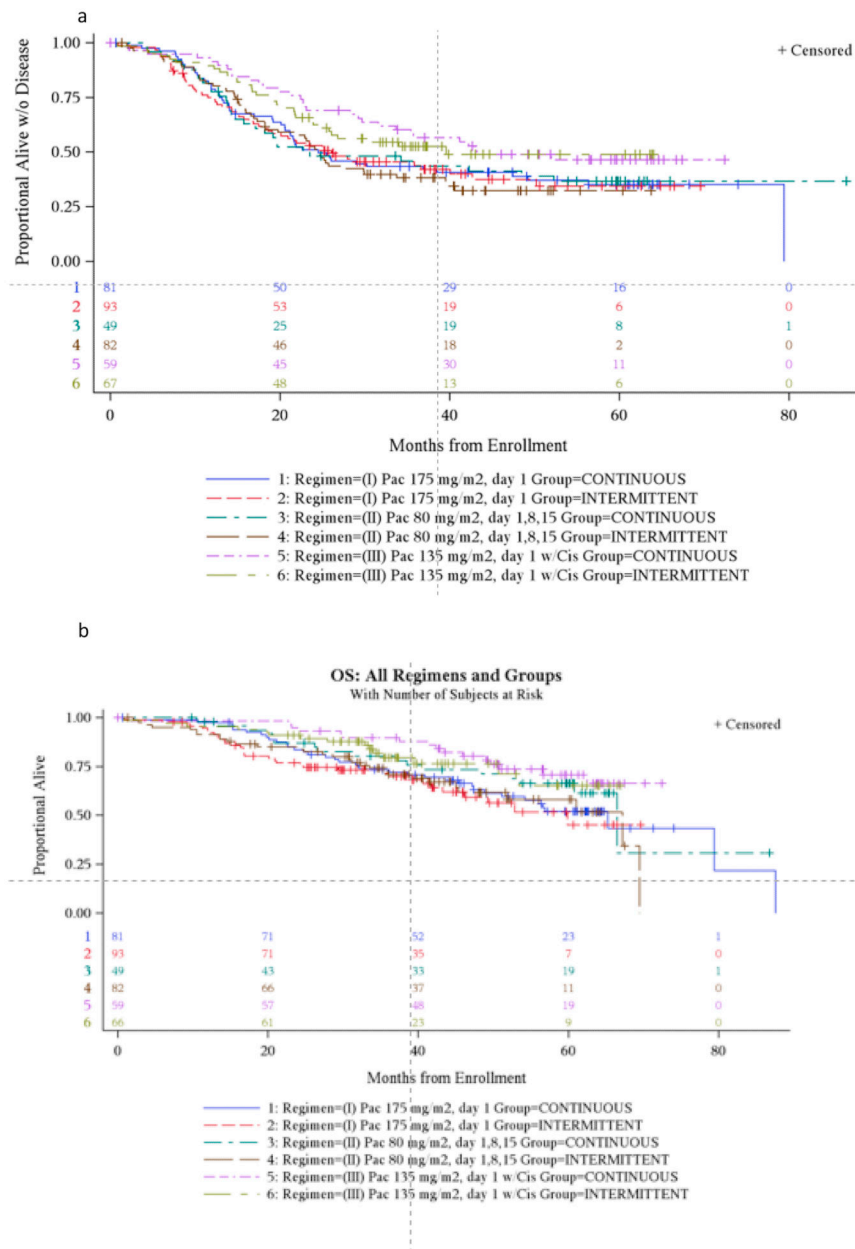 a
1.00
0.75
0.50
0.25
0.00
Proportional Alive w/o Disease
+ Censored
1 81 50 29 16 0
2 93 53 19 6 0
3 49 25 19 8 1
4 82 46 18 2 0
5 59 45 30 11 0
6 67 48 13 6 0
0 20 40 60 80
Months from Enrollment
1: Regimen=(I) Pac 175 mg/m2, day 1 Group=CONTINUOUS
2: Regimen=(I) Pac 175 mg/m2, day 1 Group=INTERMITTENT
3: Regimen=(II) Pac 80 mg/m2, day 1,8,15 Group=CONTINUOUS
4: Regimen=(II) Pac 80 mg/m2, day 1,8,15 Group=INTERMITTENT
5: Regimen=(III) Pac 135 mg/m2, day 1 w/Cis Group=CONTINUOUS
6: Regimen=(III) Pac 135 mg/m2, day 1 w/Cis Group=INTERMITTENT
b
OS: All Regimens and Groups
With Number of Subjects at Risk
1.00
0.75
0.50
0.25
0.00
Proportional Alive
+ Censored
1 81 71 52 23 1
2 93 71 35 7 0
3 49 43 33 19 1
4 82 66 37 11 0
5 59 57 48 19 0
6 66 61 23 9 0
0 20 40 60 80
Months from Enrollment
1: Regimen=(I) Pac 175 mg/m2, day 1 Group=CONTINUOUS
2: Regimen=(I) Pac 175 mg/m2, day 1 Group=INTERMITTENT
3: Regimen=(II) Pac 80 mg/m2, day 1,8,15 Group=CONTINUOUS
4: Regimen=(II) Pac 80 mg/m2, day 1,8,15 Group=INTERMITTENT
5: Regimen=(III) Pac 135 mg/m2, day 1 w/Cis Group=CONTINUOUS
6: Regimen=(III) Pac 135 mg/m2, day 1 w/Cis Group=INTERMITTENT